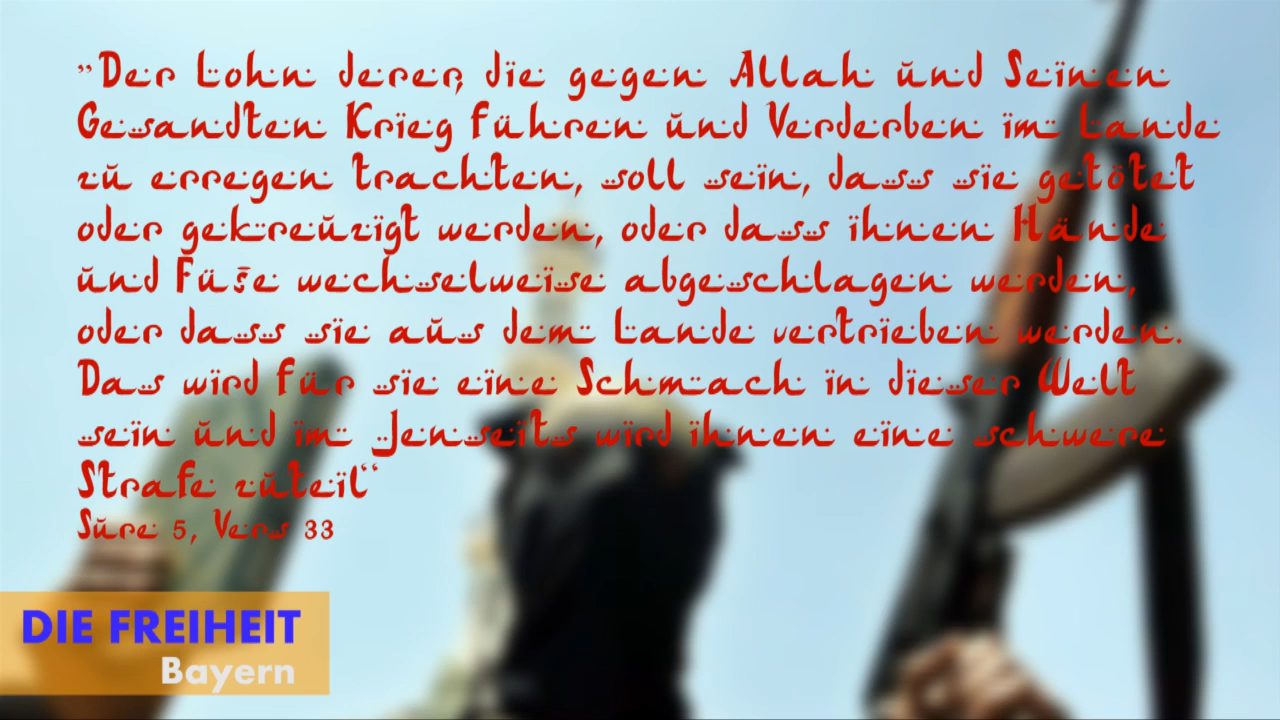 "Der Lohn derer, die gegen Allah und Seinen
Gesandten Krieg führen und Verderben im Lande
zu erregen trachten, soll sein, dass sie getötet
oder gekreuzigt werden, oder dass ihnen Hände
und Füße wechselweise abgeschlagen werden,
oder dass sie aus dem Lande vertrieben werden.
Das wird für sie eine Schmach in dieser Welt
sein und im Jenseits wird ihnen eine schwere
Strafe zuteil“
Sure 5, Vers 33
DIE FREIHEIT
Bayern